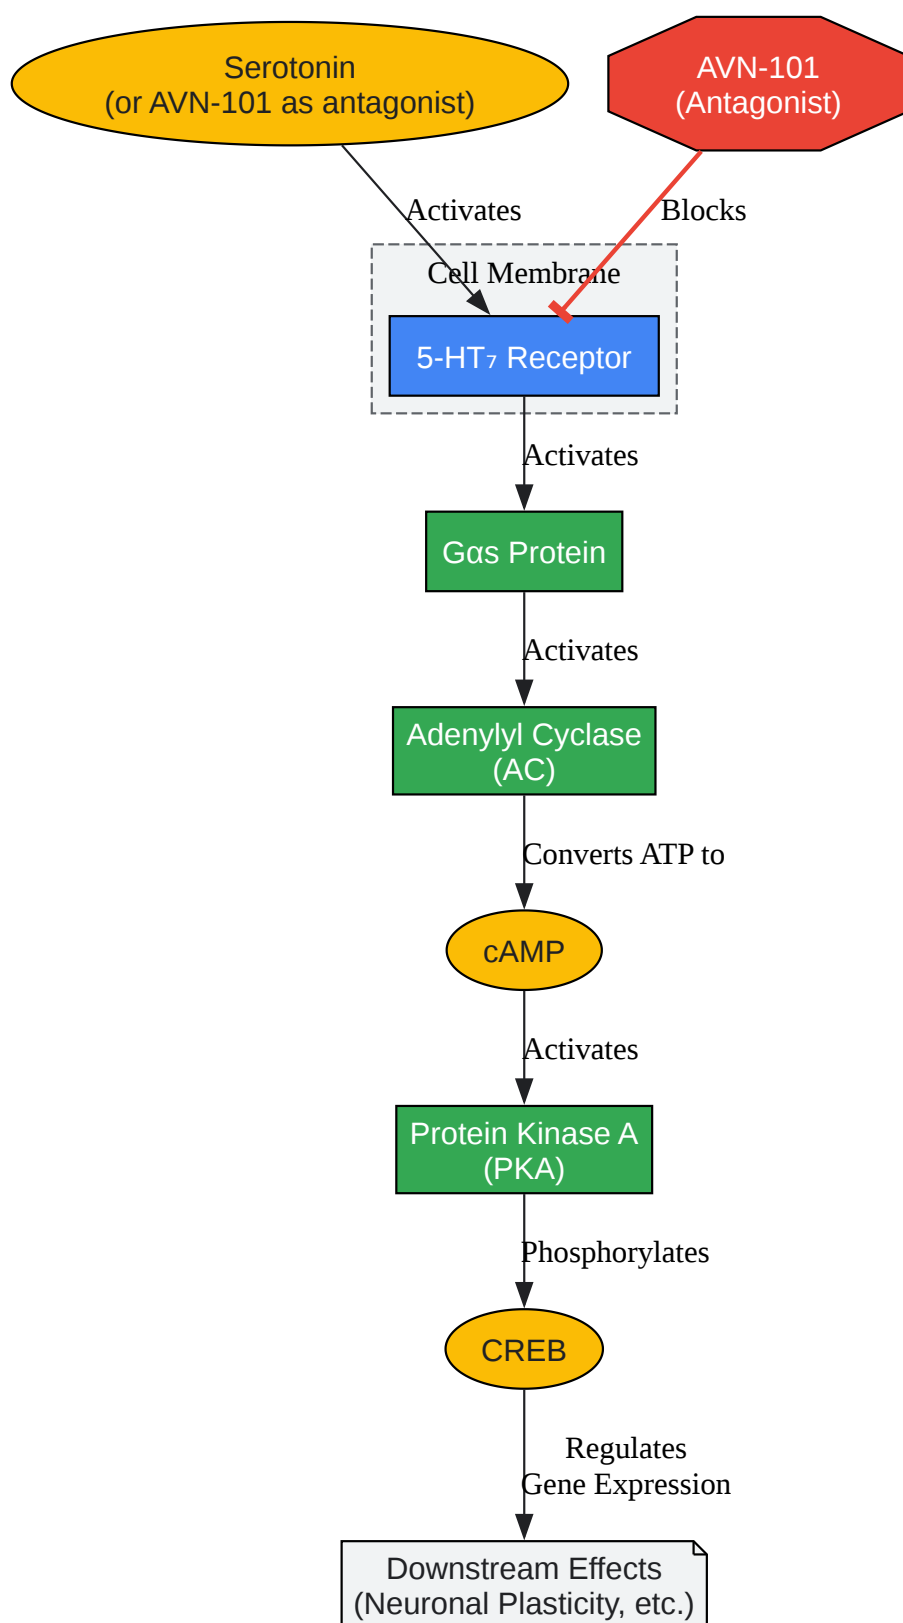 Serotonin
(or AVN-101 as antagonist)
AVN-101
(Antagonist)
Activates
Blocks
Cell Membrane
5-HT₇ Receptor
Activates
Gαs Protein
Activates
Adenylyl Cyclase
(AC)
Converts ATP to
cAMP
Activates
Protein Kinase A
(PKA)
Phosphorylates
CREB
Regulates
Gene Expression
Downstream Effects
(Neuronal Plasticity, etc.)